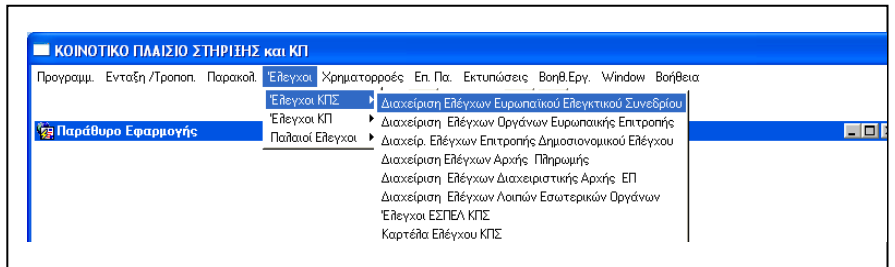 ΚΟΙΝΟΤΙΚΟ ΠΛΑΙΣΙΟ ΣΤΗΡΙΞΗΣ και ΚΠ
Προγραμμ. Ενταξη /Τροποπ. Παρακολ. Έλεγχοι Χρηματορροές Επ. Πα. Εκτυπώσεις Βοηθ.Εργ. Window Βοήθεια
Έλεγχοι ΚΠΣ
Έλεγχοι ΚΠ
Παλαιοί Έλεγχοι
Διαχείριση Ελέγχων Ευρωπαϊκού Ελεγκτικού Συνεδρίου
Διαχείριση Ελέγχων Οργάνων Ευρωπαικής Επιτροπής
Διαχείρ. Ελέγχων Επιτροπής Δημοσιονομικού Ελέγχου
Διαχείριση Ελέγχων Αρχής Πληρωμής
Διαχείριση Ελέγχων Διαχειριστικής Αρχής ΕΠ
Διαχείριση Ελέγχων Λοιπών Εσωτερικών Οργάνων
Έλεγχοι ΕΣΠΕΛ ΚΠΣ
Καρτέλα Ελέγχου ΚΠΣ
Παράθυρο Εφαρμογής